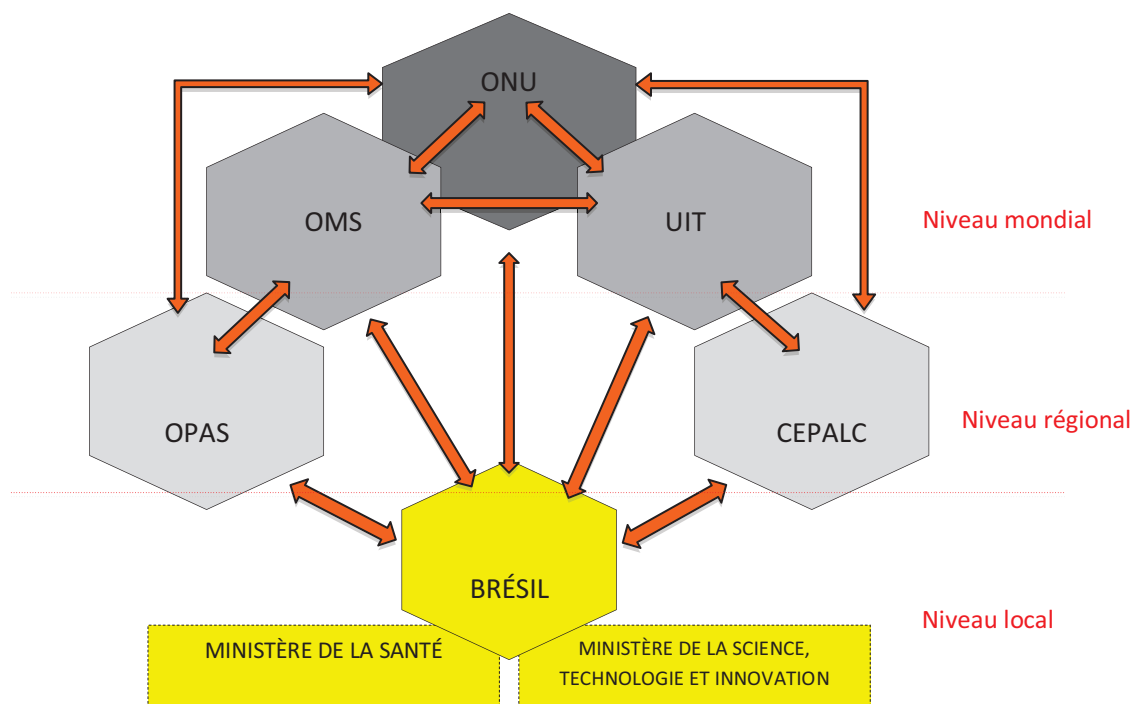 ONU
OMS
UIT
Niveau mondial
OPAS
CEPALC
Niveau régional
BRÉSIL
Niveau local
MINISTÈRE DE LA SANTÉ
MINISTÈRE DE LA SCIENCE,
TECHNOLOGIE ET INNOVATION